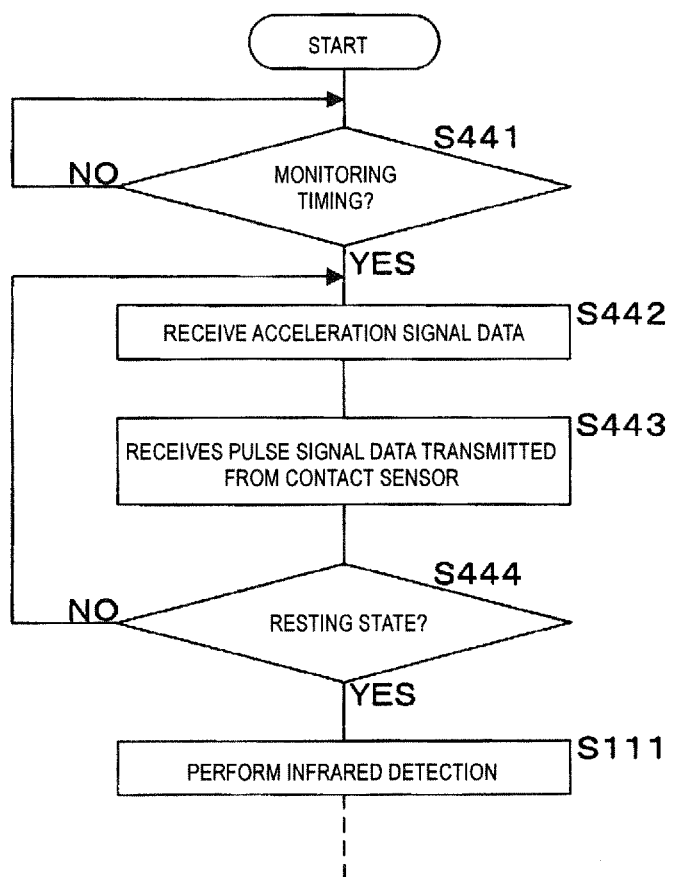 START
S441
NO
MONITORING
TIMING?
YES
S442
RECEIVE ACCELERATION SIGNAL DATA
S443
RECEIVES PULSE SIGNAL DATA TRANSMITTED
FROM CONTACT SENSOR
S444
NO
RESTING STATE?
YES
S111
PERFORM INFRARED DETECTION